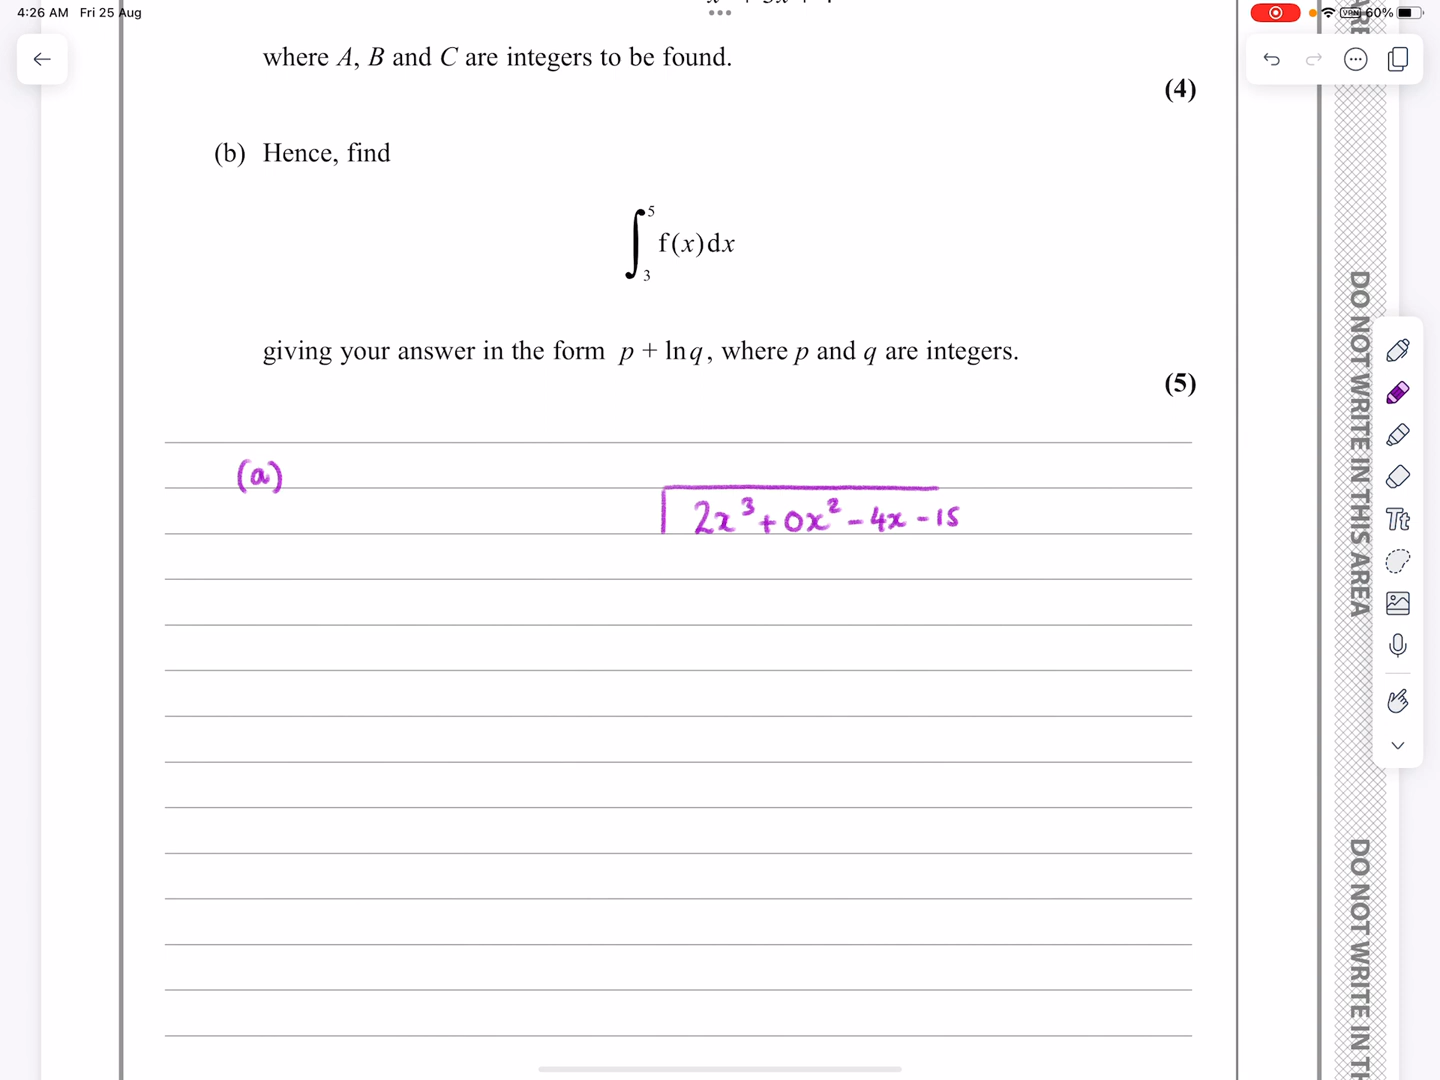 4:26 AM Fri 25 Aug
VPN 60%
where A, B and C are integers to be found.
(4)
(b) Hence, find
∫₃⁵ f(x)dx
giving your answer in the form p + ln q, where p and q are integers.
(5)
(a)
2x³+0x²-4x-15
Tt
DO NOT WRITE IN THIS AREA
DO NOT WRITE IN TH